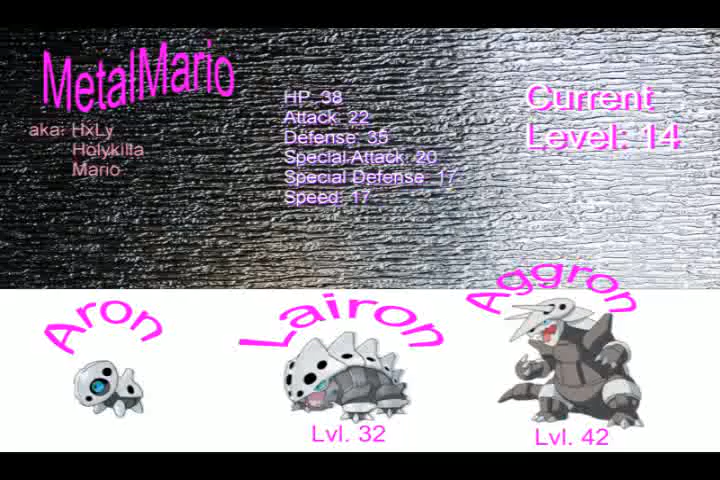 MetalMario
aka: HxLy
Holykilla
Mario
HP: 38
Attack: 22
Defense: 35
Special Attack: 20
Special Defense: 17
Speed: 17
Current
Level: 14
Aron
Lairon
Aggron
Lvl. 32
Lvl. 42